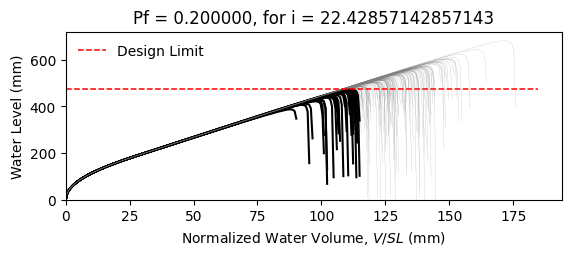 Pf = 0.200000, for i = 22.42857142857143
Design Limit
Water Level (mm)
600
400
200
0
0 25 50 75 100 125 150 175
Normalized Water Volume, V/SL (mm)